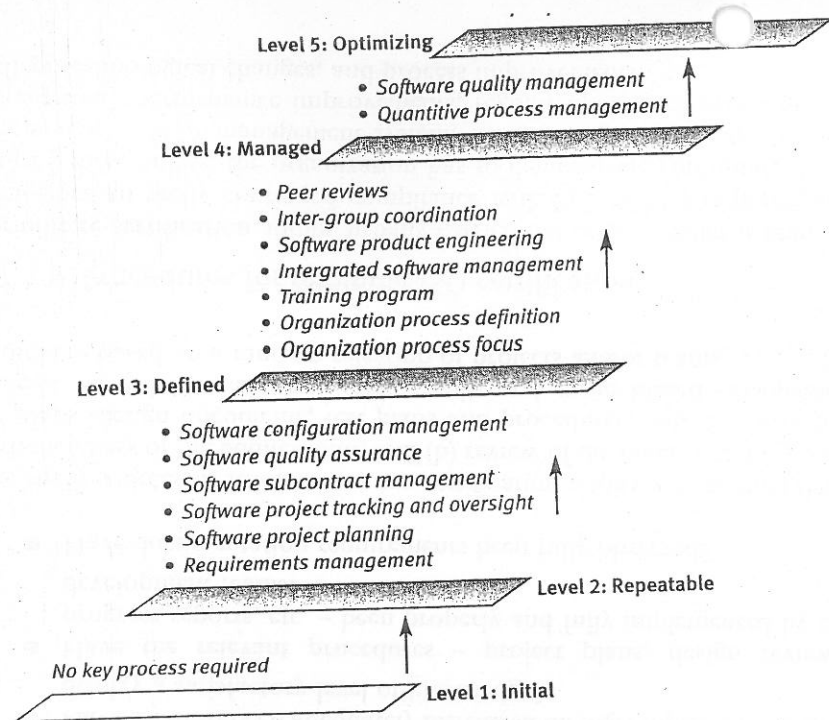 Level 5: Optimizing
• Software quality management
• Quantitive process management
Level 4: Managed
• Peer reviews
• Inter-group coordination
• Software product engineering
• Intergrated software management
• Training program
• Organization process definition
• Organization process focus
Level 3: Defined
• Software configuration management
• Software quality assurance
• Software subcontract management
• Software project tracking and oversight
• Software project planning
• Requirements management
Level 2: Repeatable
No key process required
Level 1: Initial